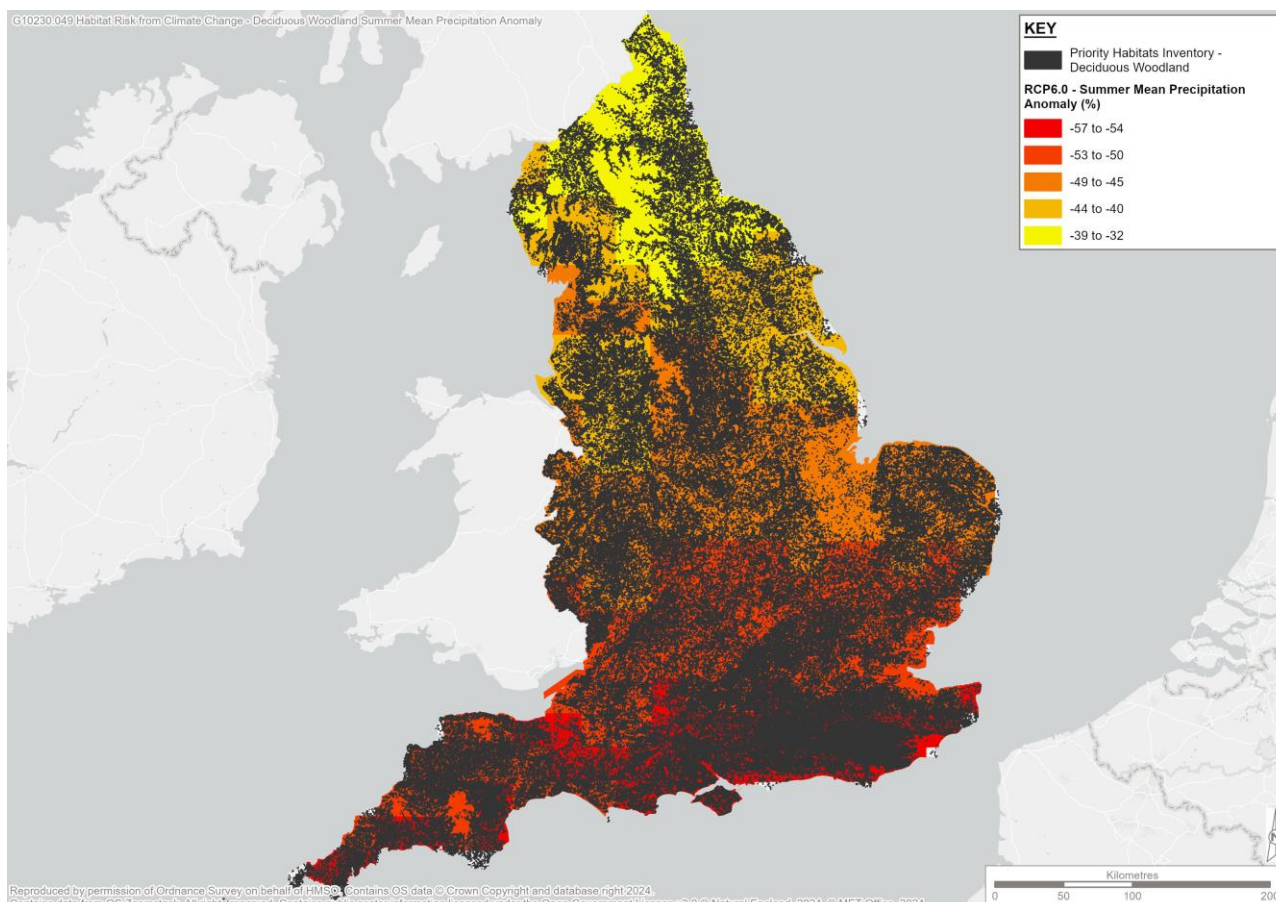 G10230.049 Habitat Risk from Climate Change - Deciduous Woodland Summer Mean Precipitation Anomaly
KEY
Priority Habitats Inventory -
Deciduous Woodland
RCP6.0 - Summer Mean Precipitation
Anomaly (%)
-57 to -54
-53 to -50
-49 to -45
-44 to -40
-39 to -32
N
Kilometres
0 50 100 200
Reproduced by permission of Ordnance Survey on behalf of HMSO. Contains OS data © Crown Copyright and database right 2024.